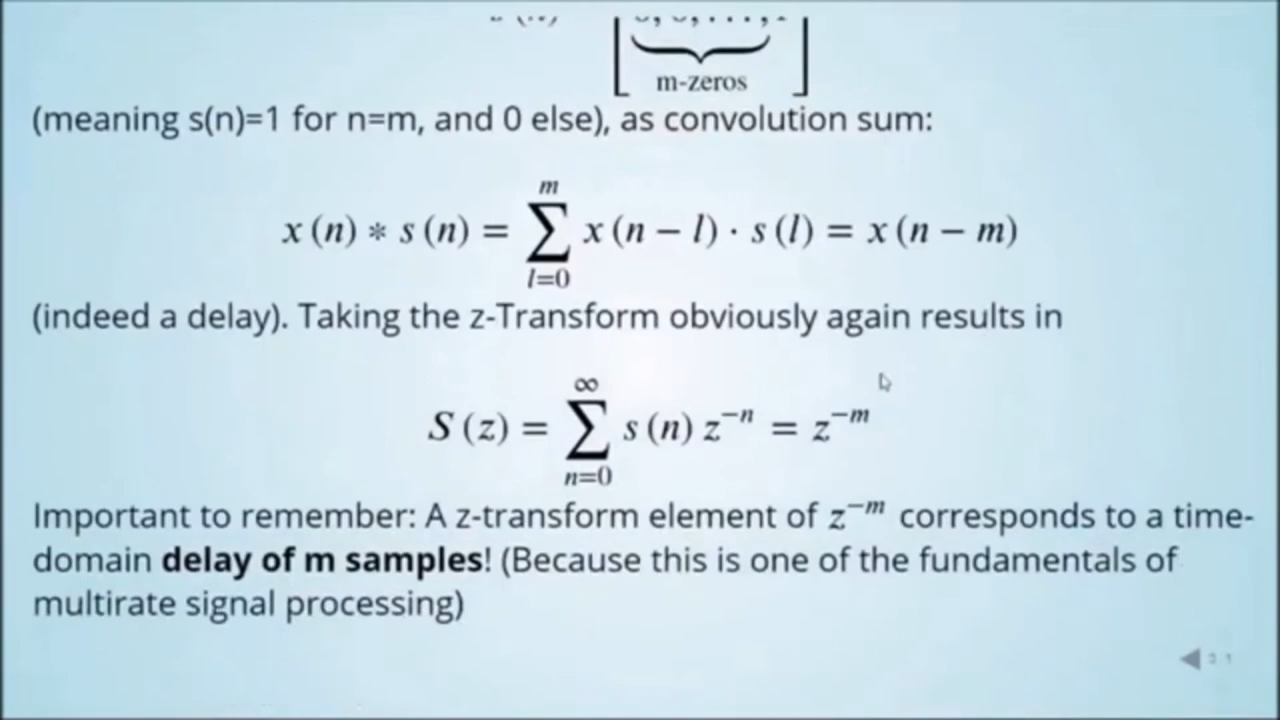 m-zeros
(meaning s(n)=1 for n=m, and 0 else), as convolution sum:
x (n) * s (n) = ∑_{l=0}^{m} x (n − l) · s (l) = x (n − m)
(indeed a delay). Taking the z-Transform obviously again results in
S (z) = ∑_{n=0}^{∞} s (n) z^{−n} = z^{−m}
Important to remember: A z-transform element of z^{−m} corresponds to a time-
domain delay of m samples! (Because this is one of the fundamentals of
multirate signal processing)